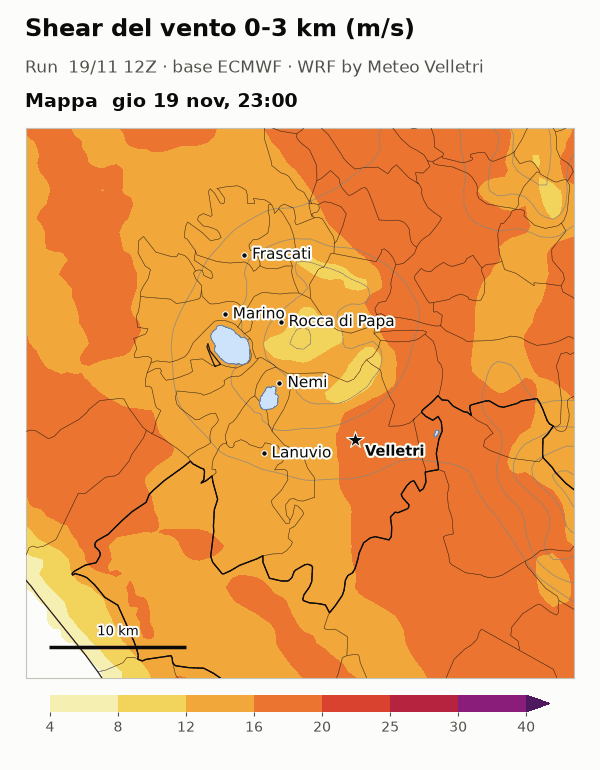 Shear del vento 0-3 km (m/s)
Run  19/11 12Z · base ECMWF · WRF by Meteo Velletri
Mappa  gio 19 nov, 23:00
Frascati
Marino
Rocca di Papa
Nemi
Velletri
Lanuvio
10 km
4 8 12 16 20 25 30 40